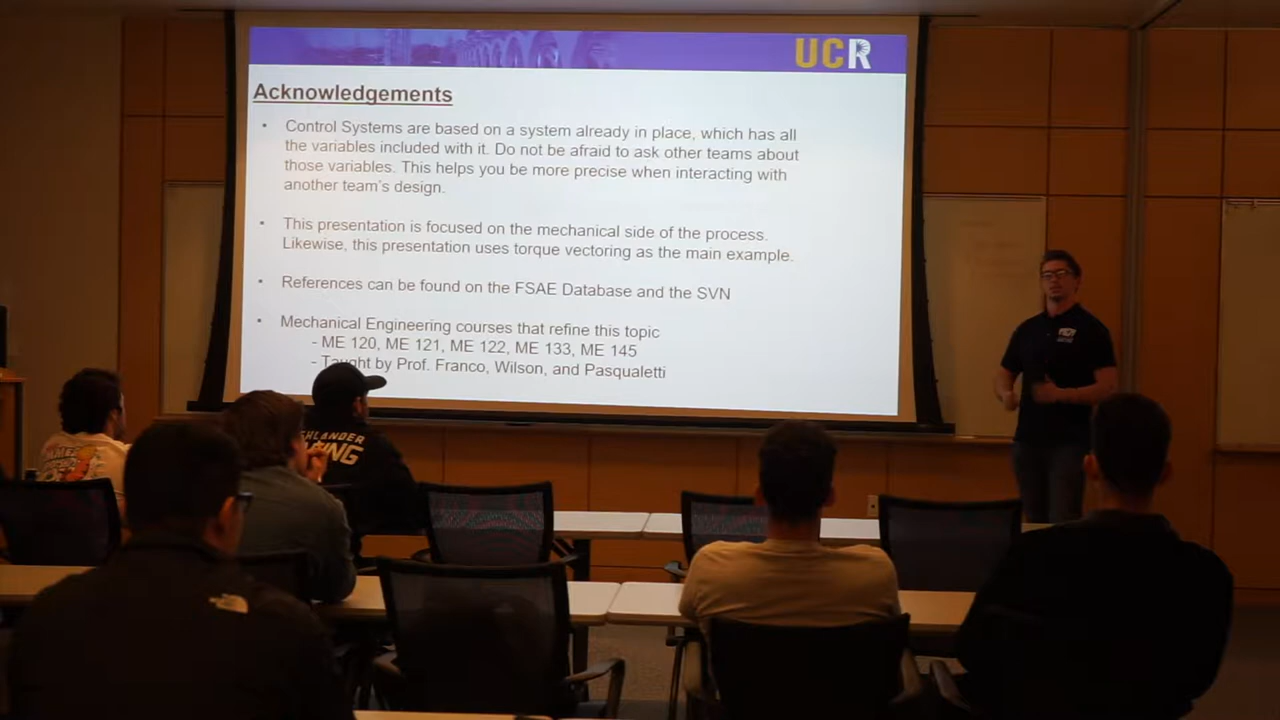 UCR
Acknowledgements
• Control Systems are based on a system already in place, which has all
the variables included with it. Do not be afraid to ask other teams about
those variables. This helps you be more precise when interacting with
another team's design.
• This presentation is focused on the mechanical side of the process.
Likewise, this presentation uses torque vectoring as the main example.
• References can be found on the FSAE Database and the SVN
• Mechanical Engineering courses that refine this topic
- ME 120, ME 121, ME 122, ME 133, ME 145
- Taught by Prof. Franco, Wilson, and Pasqualetti